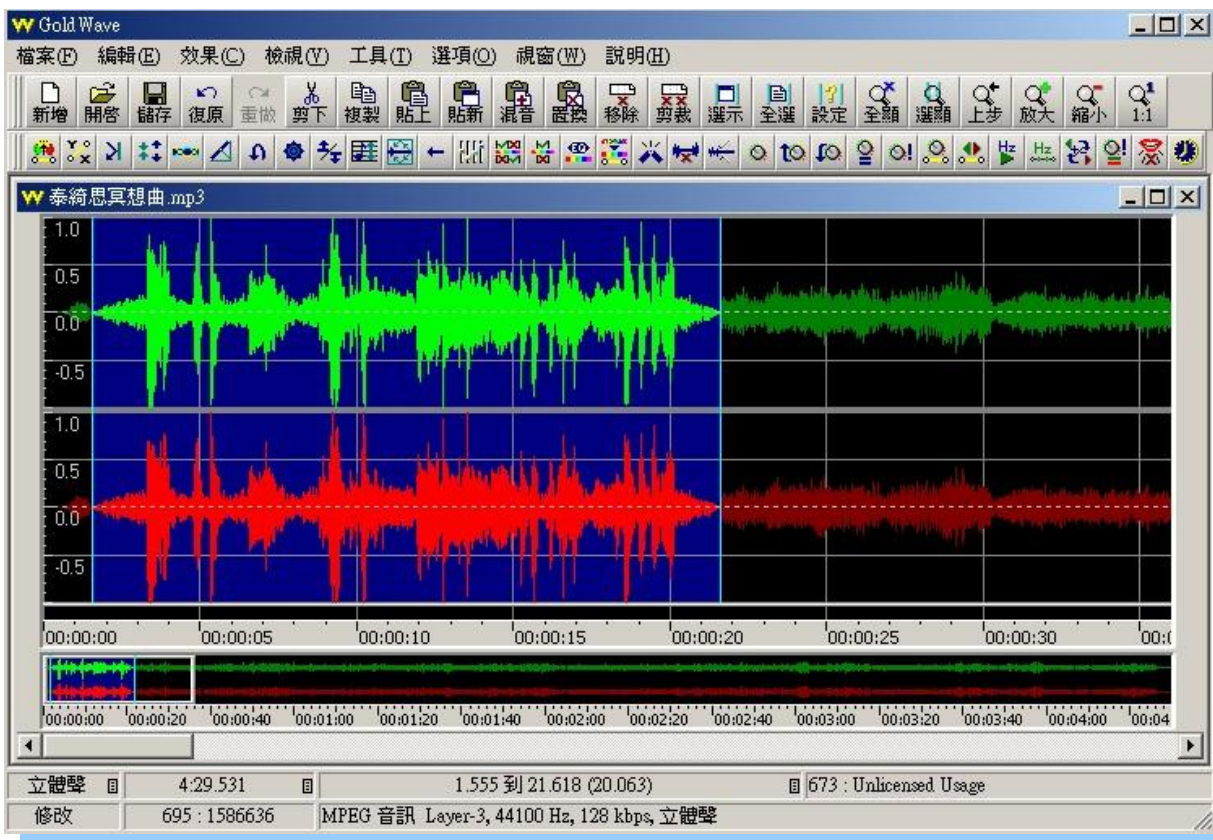 Gold Wave
檔案(F) 編輯(E) 效果(C) 檢視(V) 工具(T) 選項(O) 視窗(W) 說明(H)
新增 開啓 儲存 復原 重做 剪下 複製 貼上 貼新 混音 置換 移除 剪裁 選示 全選 設定 全顯 選顯 上步 放大 縮小 1:1
Hz Hz
泰綺思冥想曲.mp3
1.0
0.5
0.0
-0.5
1.0
0.5
0.0
-0.5
00:00:00 00:00:05 00:00:10 00:00:15 00:00:20 00:00:25 00:00:30 00:0
00:00:00 00:00:20 00:00:40 00:01:00 00:01:20 00:01:40 00:02:00 00:02:20 00:02:40 00:03:00 00:03:20 00:03:40 00:04:00 00:04
立體聲 4:29.531 1.555 到 21.618 (20.063) 673 : Unlicensed Usage
修改 695 : 1586636 MPEG 音訊 Layer-3, 44100 Hz, 128 kbps, 立體聲